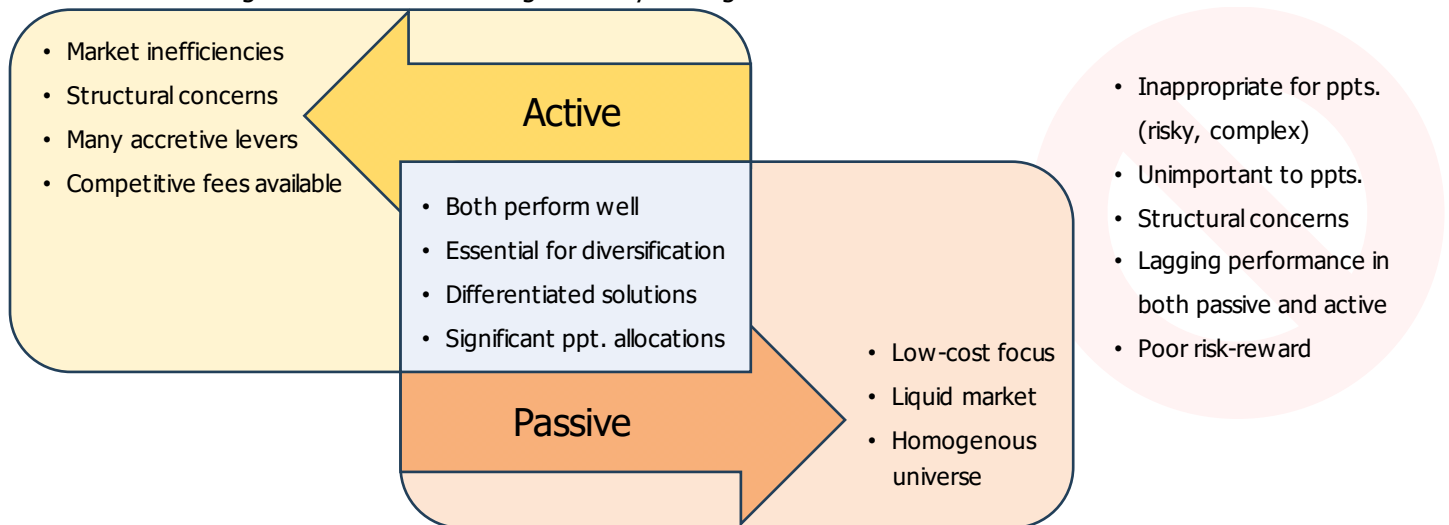 • Market inefficiencies
• Structural concerns
• Many accretive levers
• Competitive fees available
Active
• Both perform well
• Essential for diversification
• Differentiated solutions
• Significant ppt. allocations
Passive
• Low-cost focus
• Liquid market
• Homogenous
universe
• Inappropriate for ppts.
(risky, complex)
• Unimportant to ppts.
• Structural concerns
• Lagging performance in
both passive and active
• Poor risk-reward